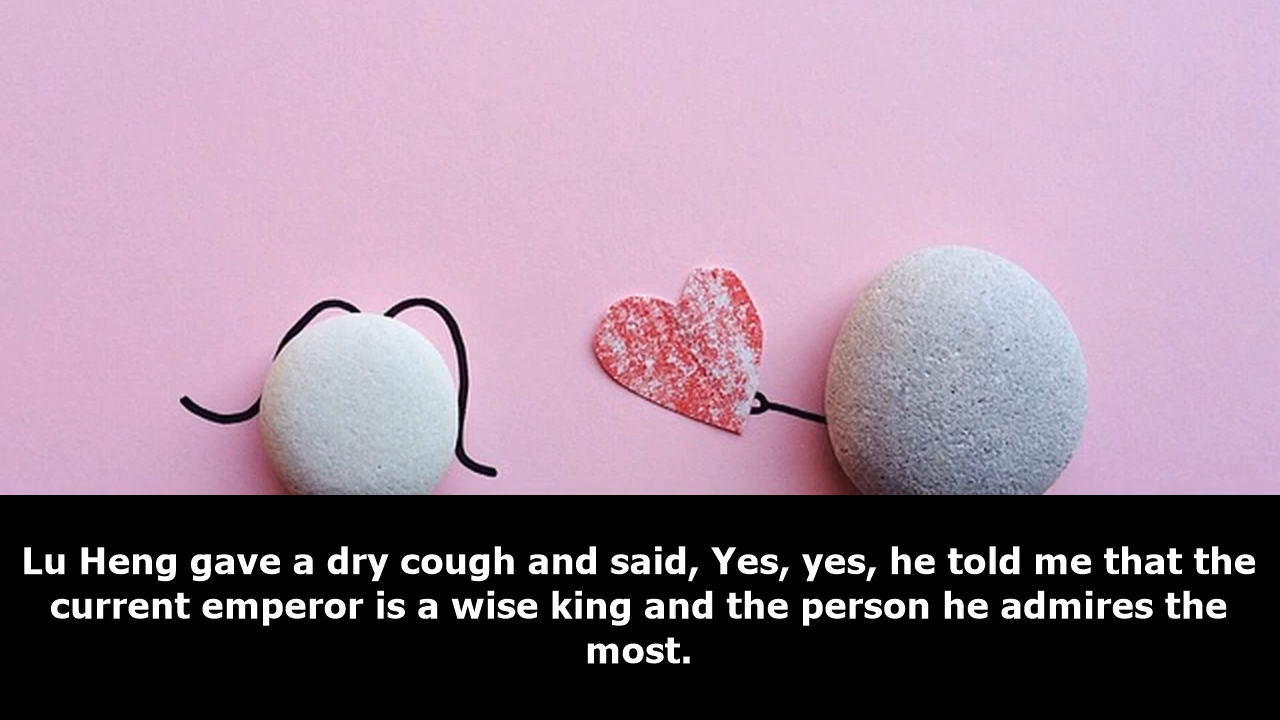 Lu Heng gave a dry cough and said, Yes, yes, he told me that the
current emperor is a wise king and the person he admires the
most.